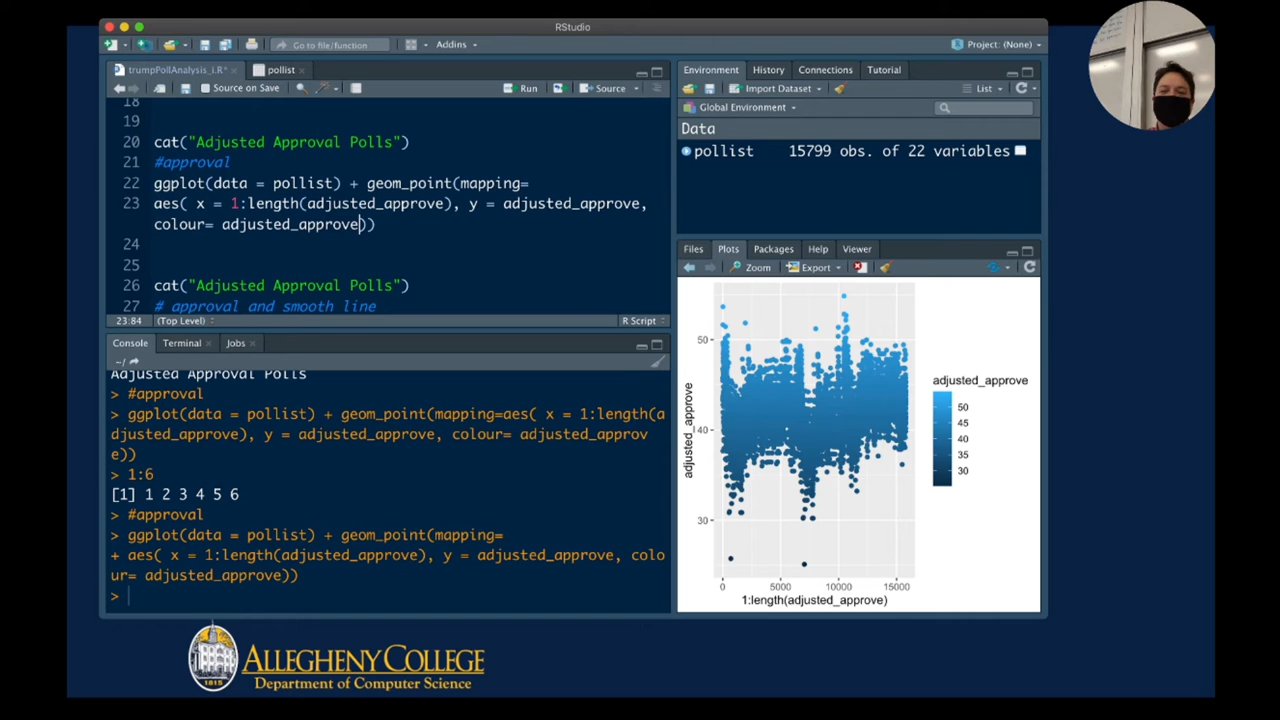 RStudio
Go to file/function
Addins
Project: (None)
trumpPollAnalysis_i.R*
pollist
Source on Save
Run
Source
18
19
20 cat("Adjusted Approval Polls")
21 #approval
22 ggplot(data = pollist) + geom_point(mapping=
23 aes( x = 1:length(adjusted_approve), y = adjusted_approve,
colour= adjusted_approve))
24
25
26 cat("Adjusted Approval Polls")
27 # approval and smooth line
23:84
(Top Level)
R Script
Console
Terminal
Jobs
~/
Adjusted Approval Polls
> #approval
> ggplot(data = pollist) + geom_point(mapping=aes( x = 1:length(a
djusted_approve), y = adjusted_approve, colour= adjusted_approv
e))
> 1:6
[1] 1 2 3 4 5 6
> #approval
> ggplot(data = pollist) + geom_point(mapping=
+ aes( x = 1:length(adjusted_approve), y = adjusted_approve, colo
ur= adjusted_approve))
>
Environment
History
Connections
Tutorial
Import Dataset
List
Global Environment
Data
pollist 15799 obs. of 22 variables
Files
Plots
Packages
Help
Viewer
Zoom
Export
50
40
30
adjusted_approve
0
5000
10000
15000
1:length(adjusted_approve)
adjusted_approve
50
45
40
35
30
1815
ALLEGHENY COLLEGE
Department of Computer Science